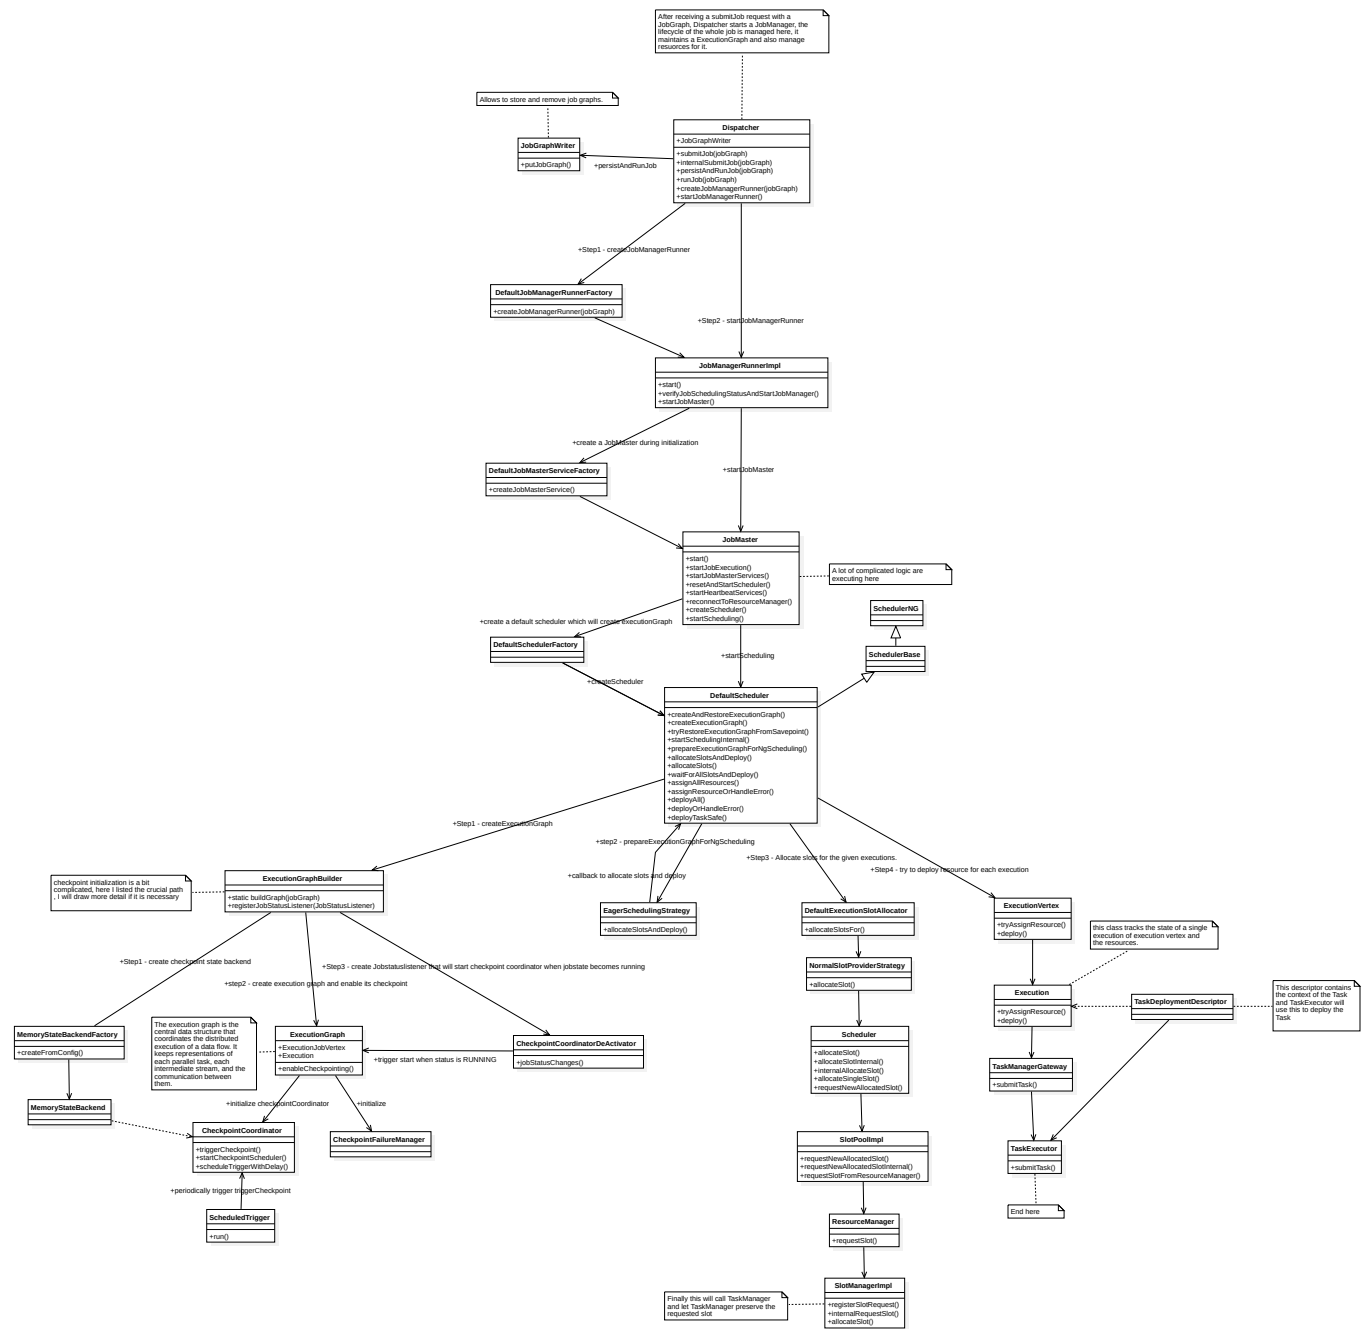 After receiving a submitJob request with a
JobGraph, Dispatcher starts a JobManager, the
lifecycle of the whole job is managed here, it
maintains a ExecutionGraph and also manage
resuorces for it.
Allows to store and remove job graphs.
Dispatcher
+JobGraphWriter
+submitJob(jobGraph)
+internalSubmitJob(jobGraph)
+persistAndRunJob(jobGraph)
+runJob(jobGraph)
+createJobManagerRunner(jobGraph)
+startJobManagerRunner()
JobGraphWriter
+putJobGraph()
+persistAndRunJob
+Step1 - createJobManagerRunner
DefaultJobManagerRunnerFactory
+createJobManagerRunner(jobGraph)
+Step2 - startJobManagerRunner
JobManagerRunnerImpl
+start()
+verifyJobSchedulingStatusAndStartJobManager()
+startJobMaster()
+create a JobMaster during initialization
+startJobMaster
DefaultJobMasterServiceFactory
+createJobMasterService()
JobMaster
+start()
+startJobExecution()
+startJobMasterServices()
+resetAndStartScheduler()
+startHeartbeatServices()
+reconnectToResourceManager()
+createScheduler()
+startScheduling()
A lot of complicated logic are
executing here
SchedulerNG
SchedulerBase
+create a default scheduler which will create executionGraph
DefaultSchedulerFactory
+startScheduling
+createScheduler
DefaultScheduler
+createAndRestoreExecutionGraph()
+createExecutionGraph()
+tryRestoreExecutionGraphFromSavepoint()
+startSchedulingInternal()
+prepareExecutionGraphForNgScheduling()
+allocateSlotsAndDeploy()
+allocateSlots()
+waitForAllSlotsAndDeploy()
+assignAllResources()
+assignResourceOrHandleError()
+deployAll()
+deployOrHandleError()
+deployTaskSafe()
+Step1 - createExecutionGraph
+step2 - prepareExecutionGraphForNgScheduling
+Step3 - Allocate slots for the given executions.
+Step4 - try to deploy resource for each execution
+callback to allocate slots and deploy
checkpoint initialization is a bit
complicated, here I listed the crucial path
, i will draw more detail if it is necessary
ExecutionGraphBuilder
+static buildGraph(jobGraph)
+registerJobStatusListener(JobStatusListener)
EagerSchedulingStrategy
+allocateSlotsAndDeploy()
DefaultExecutionSlotAllocator
+allocateSlotsFor()
ExecutionVertex
+tryAssignResource()
+deploy()
this class tracks the state of a single
execution of execution vertex and
the resources.
+Step1 - create checkpoint state backend
+Step3 - create Jobstatuslistener that will start checkpoint coordinator when jobstate becomes running
+step2 - create execution graph and enable its checkpoint
NormalSlotProviderStrategy
+allocateSlot()
Execution
+tryAssignResource()
+deploy()
TaskDeploymentDescriptor
This descriptor contains
the context of the Task
and TaskExecutor will
use this to deploy the
Task
MemoryStateBackendFactory
+createFromConfig()
The execution graph is the
central data structure that
coordinates the distributed
execution of a data flow. It
keeps representations of
each parallel task, each
intermediate stream, and the
communication between
them.
ExecutionGraph
+ExecutionJobVertex
+Execution
+enableCheckpointing()
+trigger start when status is RUNNING
CheckpointCoordinatorDeActivator
+jobStatusChanges()
Scheduler
+allocateSlot()
+allocateSlotInternal()
+internalAllocateSlot()
+allocateSingleSlot()
+requestNewAllocatedSlot()
TaskManagerGateway
+submitTask()
MemoryStateBackend
+initialize checkpointCoordinator
+initialize
CheckpointCoordinator
+triggerCheckpoint()
+startCheckpointScheduler()
+scheduleTriggerWithDelay()
CheckpointFailureManager
SlotPoolImpl
+requestNewAllocatedSlot()
+requestNewAllocatedSlotInternal()
+requestSlotFromResourceManager()
TaskExecutor
+submitTask()
+periodically trigger triggerCheckpoint
ScheduledTrigger
+run()
End here
ResourceManager
+requestSlot()
Finally this will call TaskManager
and let TaskManager preserve the
requested slot
SlotManagerImpl
+registerSlotRequest()
+internalRequestSlot()
+allocateSlot()